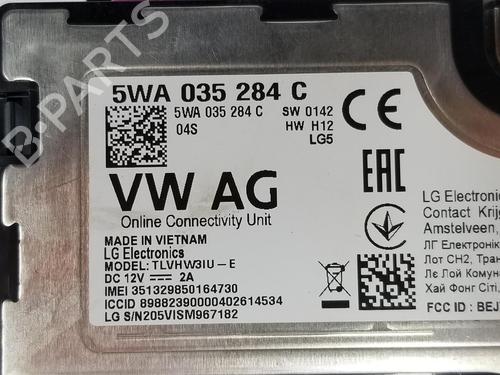 5WA 035 284 C
5WA 035 284 C
SW 0142
04S
HW H12
LG5
CE
EAC
VW AG
Online Connectivity Unit
MADE IN VIETNAM
LG Electronics
MODEL: TLVHW3IU-E
DC 12V 2A
IMEI 351329850164730
ICCID 89882390000402614534
LG S/N205VISM967182
LG Electronics
Contact Krij
Amstelveen,
ЛГ Електронік
Лот CH2, Тран
Ле Лой Комун
Хай Фонг Сіті,
FCC ID : BEJ
B-Parts